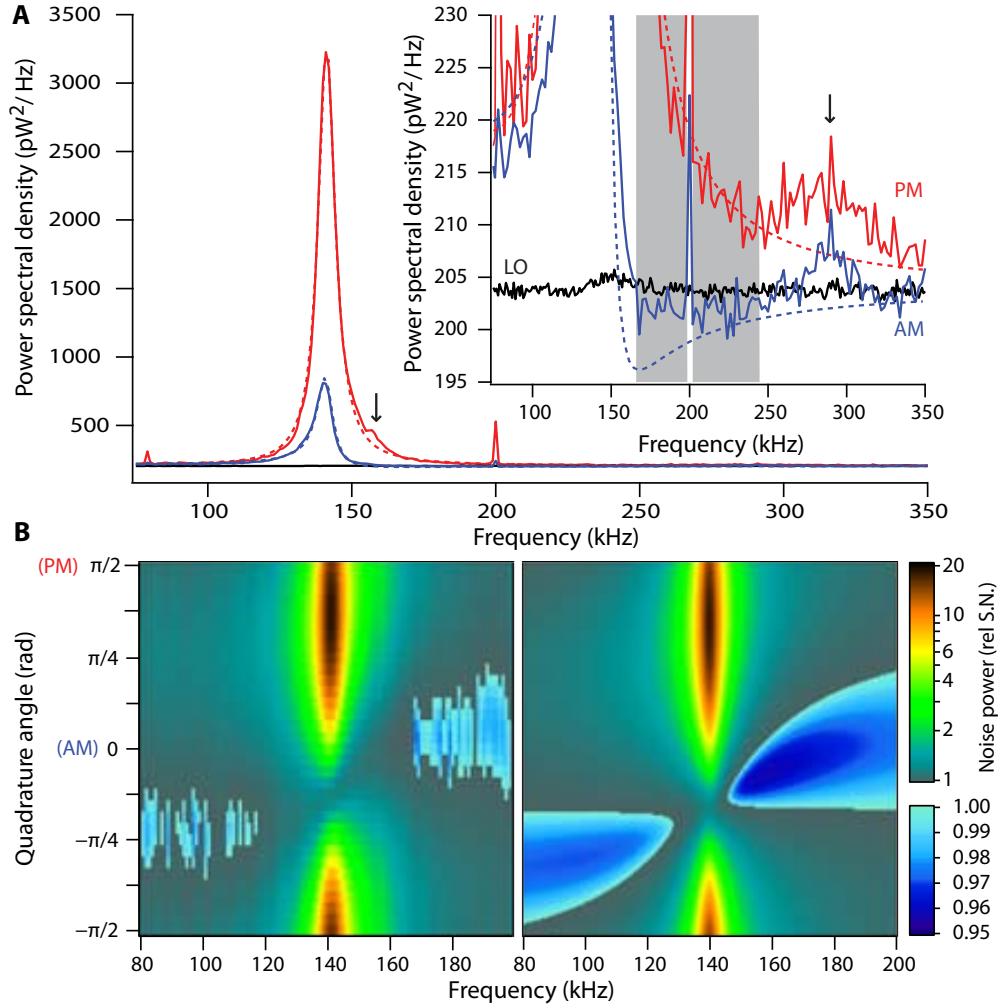 A
Power spectral density (pW²/ Hz)
3500
3000
2500
2000
1500
1000
500
↓
100
150
200
250
300
350
Frequency (kHz)
Power spectral density (pW²/ Hz)
230
225
220
215
210
205
200
195
LO
↓
PM
AM
100
150
200
250
300
350
Frequency (kHz)
B
Quadrature angle (rad)
(PM) π/2
π/4
(AM) 0
−π/4
−π/2
80 100 120 140 160 180
80 100 120 140 160 180 200
Frequency (kHz)
Noise power (rel S.N.)
20
10
6
4
2
1
1.00
0.99
0.98
0.97
0.96
0.95